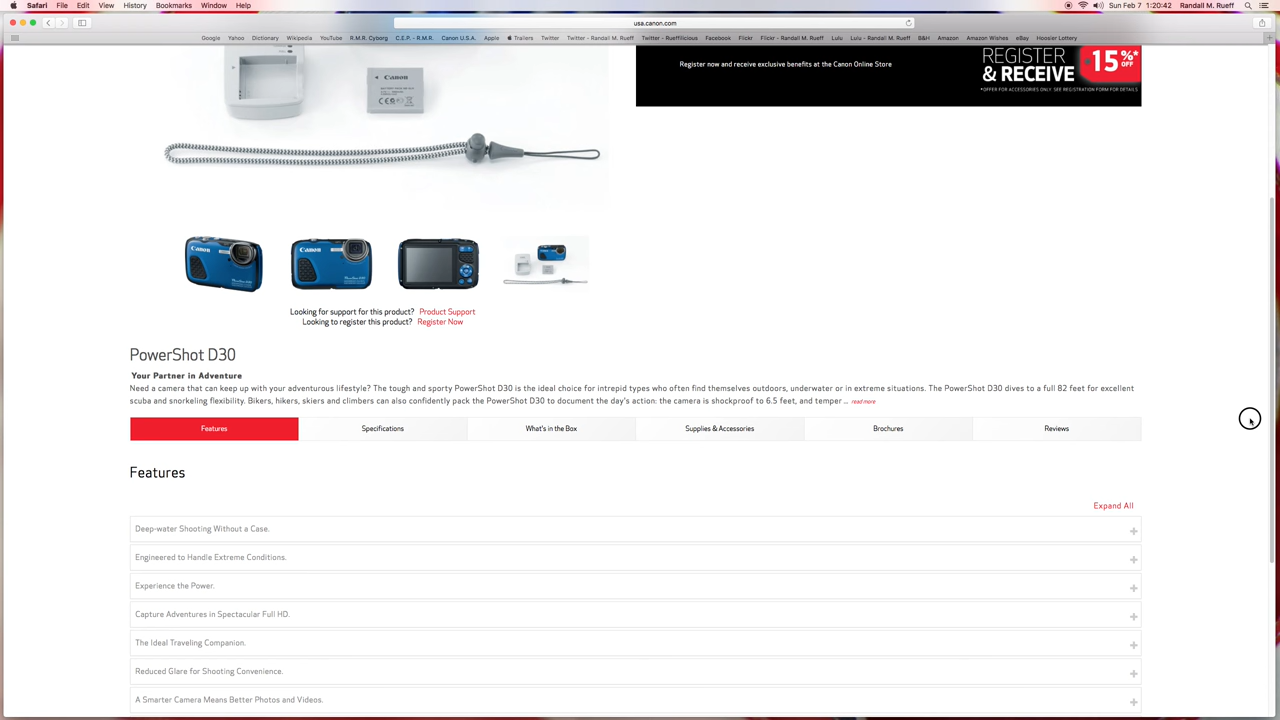 Safari File Edit View History Bookmarks Window Help Sun Feb 7 1:20:42 Randall M. Rueff
usa.canon.com
Google Yahoo Dictionary Wikipedia YouTube R.M.R. Cyborg C.E.P. - R.M.R. Canon U.S.A. Apple Trailers Twitter Twitter - Randall M. Rueff Twitter - Rueffilicious Facebook Flickr Flickr - Randall M. Rueff Lulu Lulu - Randall M. Rueff B&H Amazon Amazon Wishes eBay Hoosier Lottery
Canon
Register now and receive exclusive benefits at the Canon Online Store
REGISTER
& RECEIVE
15%*
OFF
*OFFER FOR ACCESSORIES ONLY. SEE REGISTRATION FORM FOR DETAILS
Canon
Canon
Looking for support for this product? Product Support
Looking to register this product? Register Now
PowerShot D30
Your Partner in Adventure
Need a camera that can keep up with your adventurous lifestyle? The tough and sporty PowerShot D30 is the ideal choice for intrepid types who often find themselves outdoors, underwater or in extreme situations. The PowerShot D30 dives to a full 82 feet for excellent
scuba and snorkeling flexibility. Bikers, hikers, skiers and climbers can also confidently pack the PowerShot D30 to document the day's action: the camera is shockproof to 6.5 feet, and temper ... read more
Features Specifications What's in the Box Supplies & Accessories Brochures Reviews
Features
Expand All
Deep-water Shooting Without a Case.
Engineered to Handle Extreme Conditions.
Experience the Power.
Capture Adventures in Spectacular Full HD.
The Ideal Traveling Companion.
Reduced Glare for Shooting Convenience.
A Smarter Camera Means Better Photos and Videos.